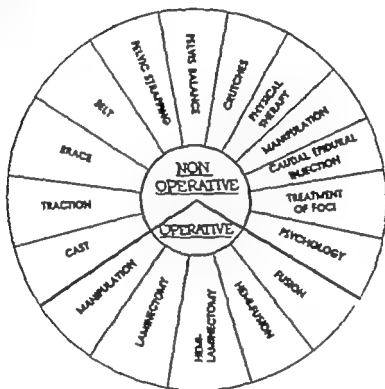 NON
OPERATIVE
OPERATIVE
PELVIS BALANCE
CRUTCHES
PHYSICAL
THERAPY
MANIPULATION
CAUDAL EPIDURAL
INJECTION
TREATMENT
OF FOCI
PSYCHOLOGY
FUSION
HEMI-FUSION
HEMI-
LAMINECTOMY
LAMINECTOMY
MANIPULATION
CAST
TRACTION
BRACE
BELT
PELVIC STRAPPING